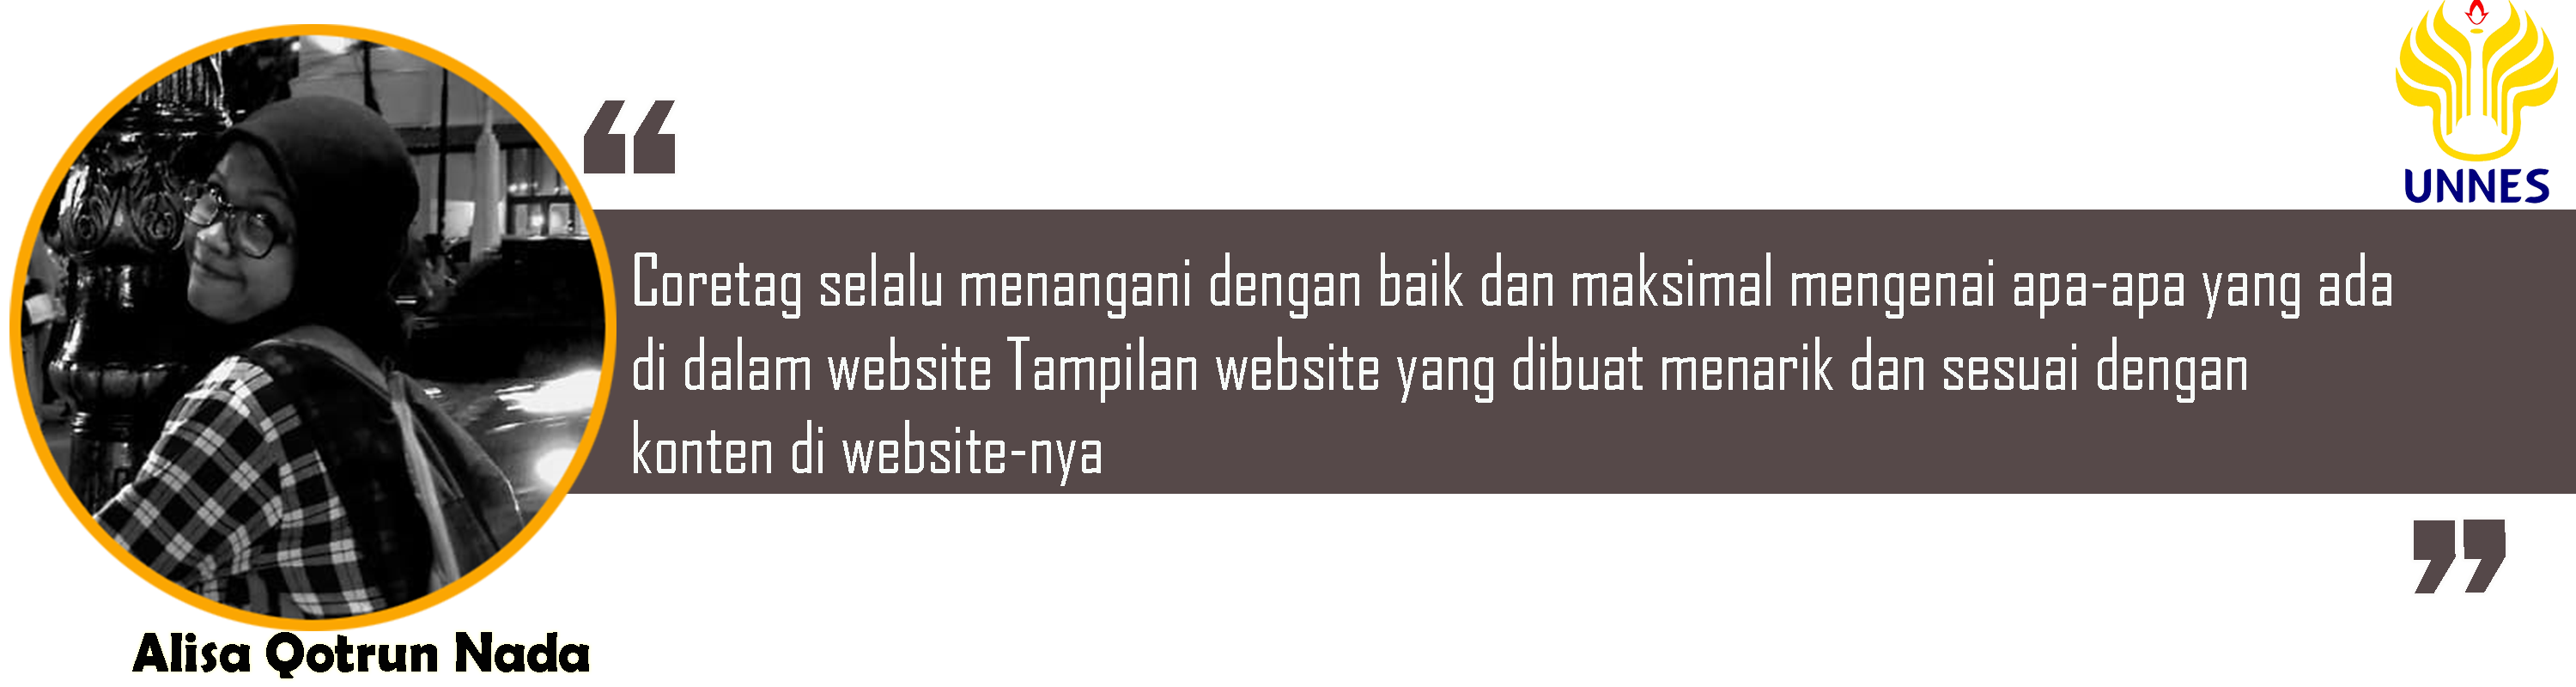 UNNES
“
Coretag selalu menangani dengan baik dan maksimal mengenai apa-apa yang ada
di dalam website Tampilan website yang dibuat menarik dan sesuai dengan
konten di website-nya
”
Alisa Qotrun Nada